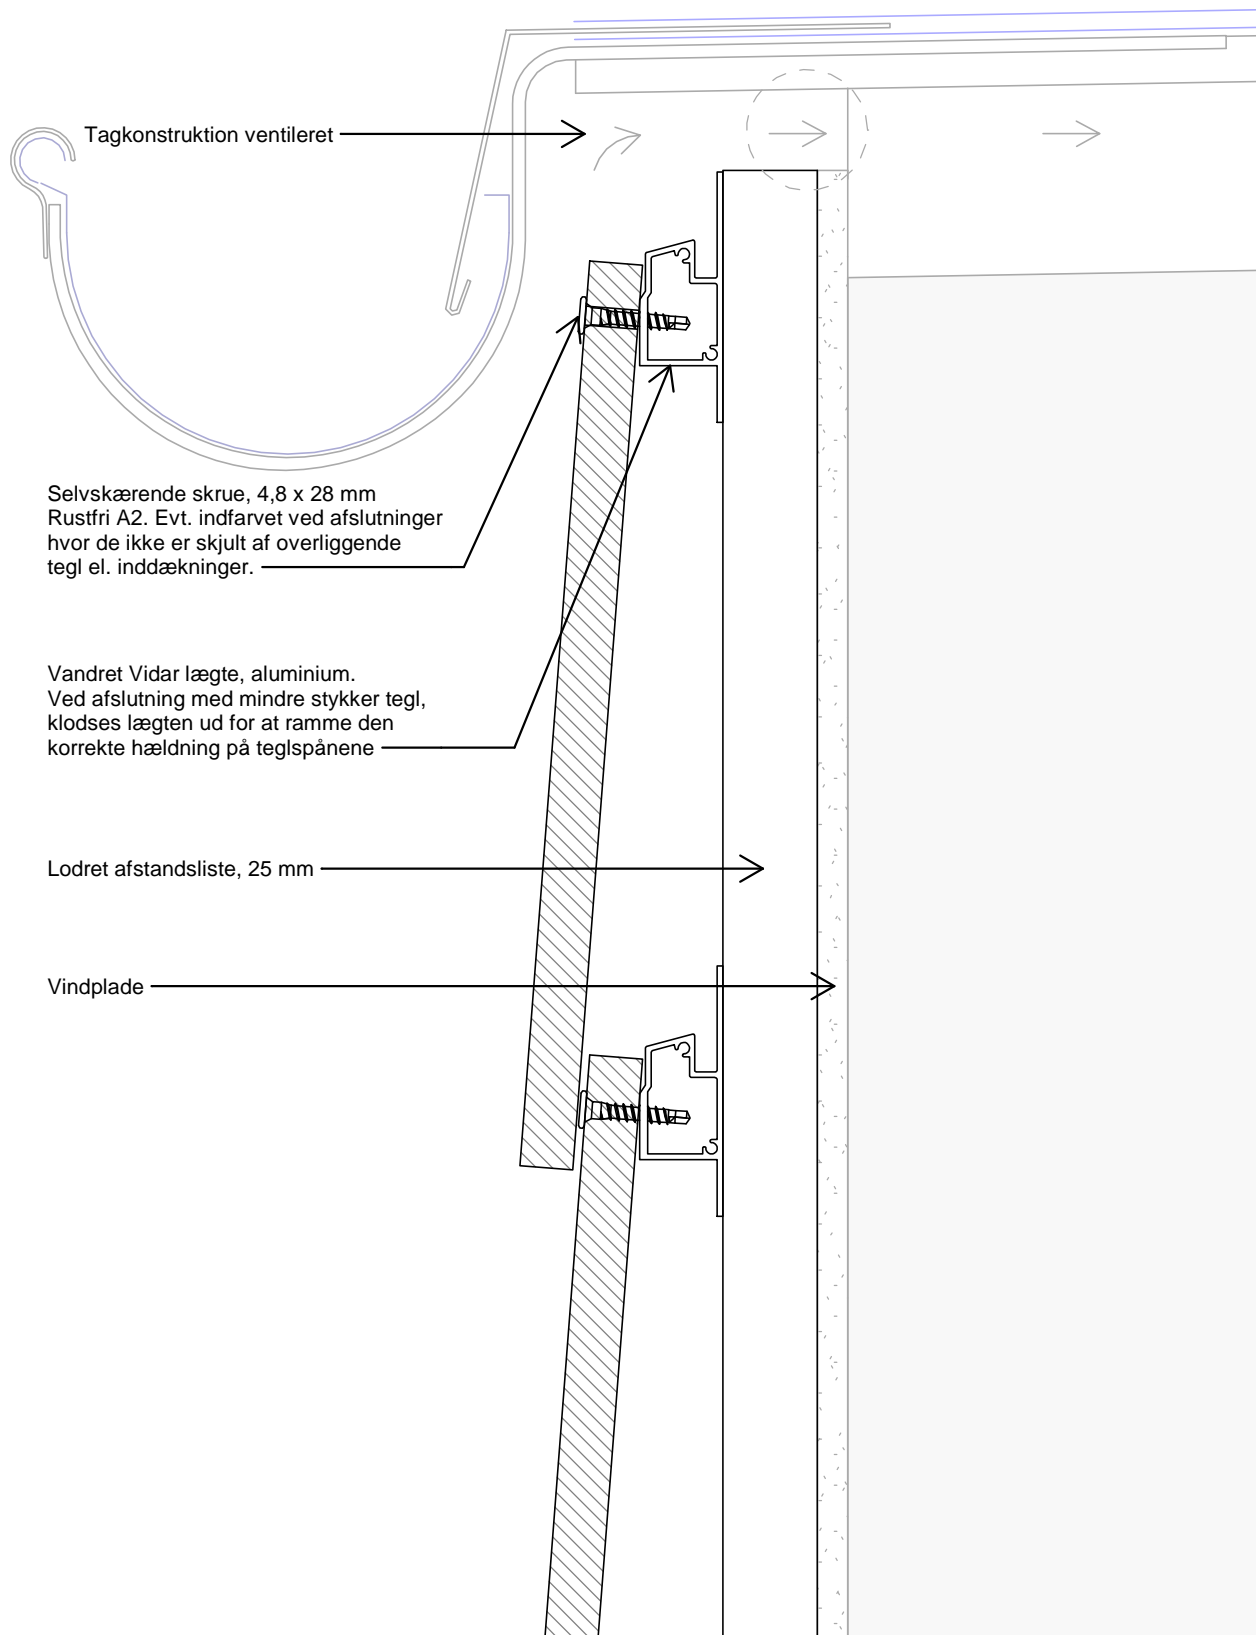 Tagkonstruktion ventileret
Selvskærende skrue, 4,8 x 28 mm
Rustfri A2. Evt. indfarvet ved afslutninger
hvor de ikke er skjult af overliggende
tegl el. inddækninger.
Vandret Vidar lægte, aluminium.
Ved afslutning med mindre stykker tegl,
klodses lægten ud for at ramme den
korrekte hældning på teglspånene
Lodret afstandsliste, 25 mm
Vindplade